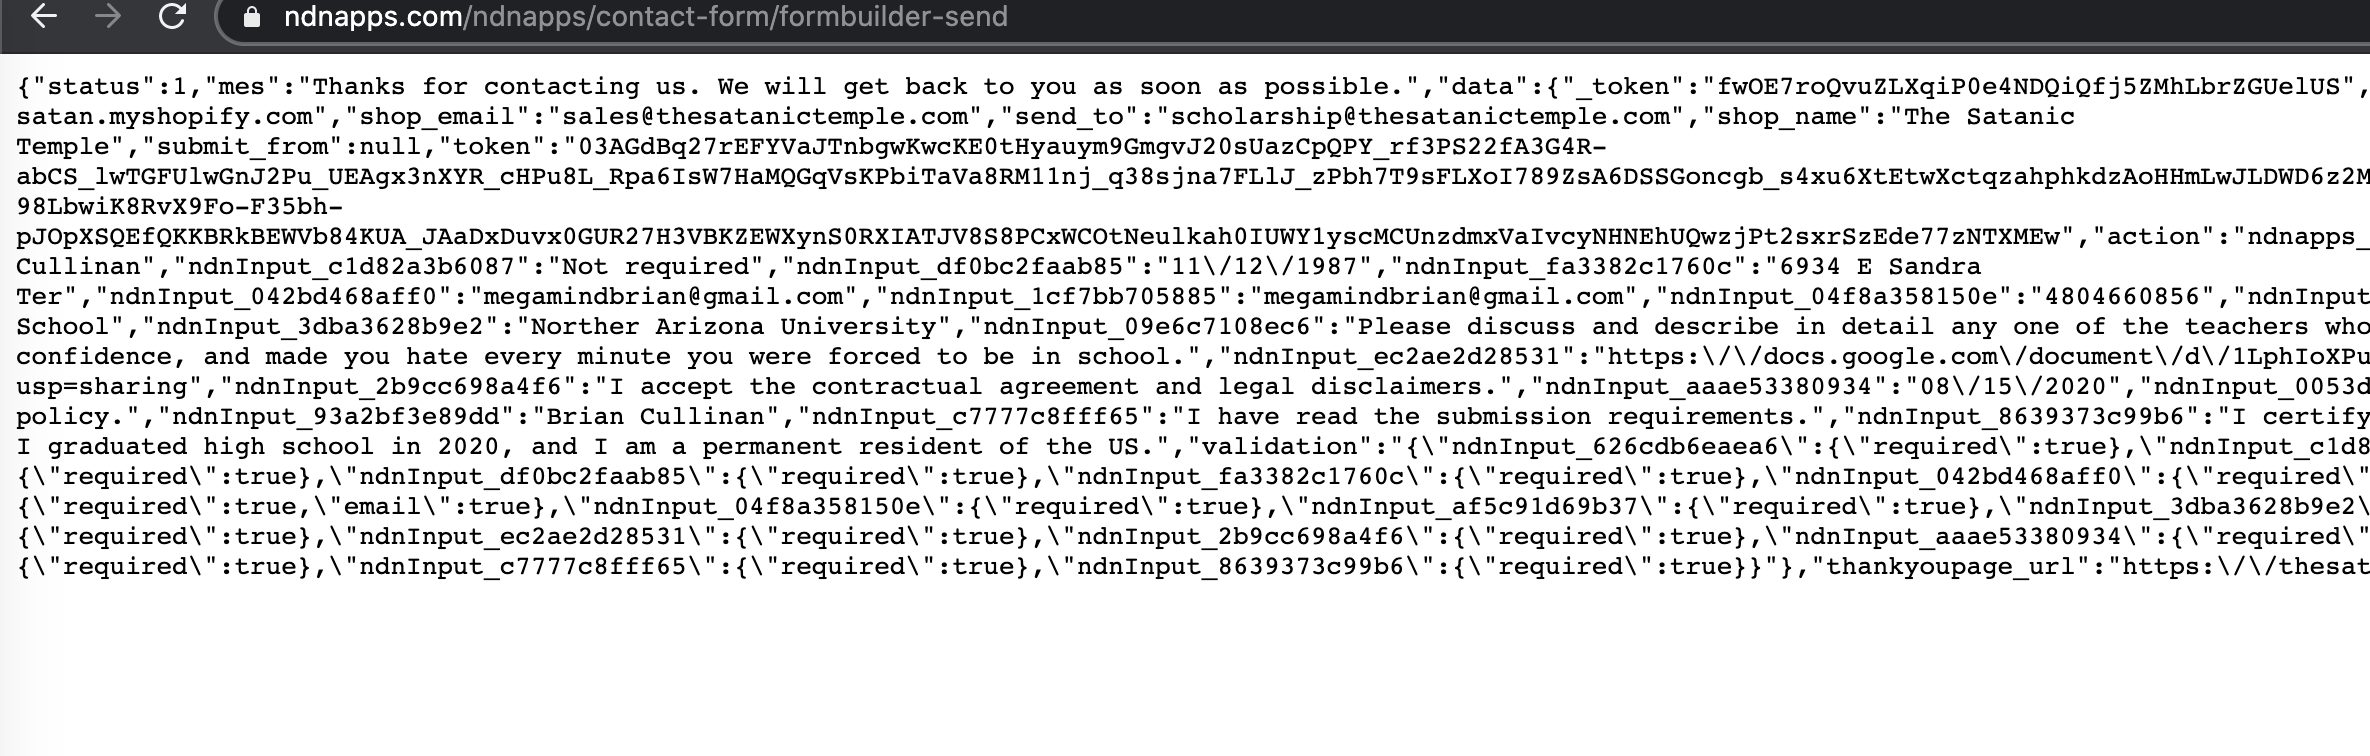 ndnapps.com/ndnapps/contact-form/formbuilder-send
{"status":1,"mes":"Thanks for contacting us. We will get back to you as soon as possible.","data":{"_token":"fwOE7roQvuZLXqiP0e4NDQiQfj5ZMhLbrZGUelUS",
satan.myshopify.com","shop_email":"sales@thesatanictemple.com","send_to":"scholarship@thesatanictemple.com","shop_name":"The Satanic
Temple","submit_from":null,"token":"03AGdBq27rEFYVaJTnbgwKwcKE0tHyauym9GmgvJ20sUazCpQPY_rf3PS22fA3G4R-
abCS_lwTGFUlwGnJ2Pu_UEAgx3nXYR_cHPu8L_Rpa6IsW7HaMQGqVsKPbiTaVa8RM11nj_q38sjna7FLlJ_zPbh7T9sFLXoI789ZsA6DSSGoncgb_s4xu6XtEtwXctqzahphkdzAoHHmLwJLDWD6z2M
98LbwiK8RvX9Fo-F35bh-
pJOpXSQEfQKKBRkBEWVb84KUA_JAaDxDuvx0GUR27H3VBKZEWXynS0RXIATJV8S8PCxWCOtNeulkah0IUWY1yscMCUnzdmxVaIvcyNHNEhUQwzjPt2sxrSzEde77zNTXMEw","action":"ndnapps_
Cullinan","ndnInput_c1d82a3b6087":"Not required","ndnInput_df0bc2faab85":"11\/12\/1987","ndnInput_fa3382c1760c":"6934 E Sandra
Ter","ndnInput_042bd468aff0":"megamindbrian@gmail.com","ndnInput_1cf7bb705885":"megamindbrian@gmail.com","ndnInput_04f8a358150e":"4804660856","ndnInput
School","ndnInput_3dba3628b9e2":"Norther Arizona University","ndnInput_09e6c7108ec6":"Please discuss and describe in detail any one of the teachers who
confidence, and made you hate every minute you were forced to be in school.","ndnInput_ec2ae2d28531":"https:\/\/docs.google.com\/document\/d\/1LphIoXPu
usp=sharing","ndnInput_2b9cc698a4f6":"I accept the contractual agreement and legal disclaimers.","ndnInput_aaae53380934":"08\/15\/2020","ndnInput_0053d
policy.","ndnInput_93a2bf3e89dd":"Brian Cullinan","ndnInput_c7777c8fff65":"I have read the submission requirements.","ndnInput_8639373c99b6":"I certify
I graduated high school in 2020, and I am a permanent resident of the US.","validation":"{\"ndnInput_626cdb6eaea6\":{\"required\":true},\"ndnInput_c1d8
{\"required\":true},\"ndnInput_df0bc2faab85\":{\"required\":true},\"ndnInput_fa3382c1760c\":{\"required\":true},\"ndnInput_042bd468aff0\":{\"required\"
{\"required\":true,\"email\":true},\"ndnInput_04f8a358150e\":{\"required\":true},\"ndnInput_af5c91d69b37\":{\"required\":true},\"ndnInput_3dba3628b9e2\
{\"required\":true},\"ndnInput_ec2ae2d28531\":{\"required\":true},\"ndnInput_2b9cc698a4f6\":{\"required\":true},\"ndnInput_aaae53380934\":{\"required\"
{\"required\":true},\"ndnInput_c7777c8fff65\":{\"required\":true},\"ndnInput_8639373c99b6\":{\"required\":true}}"},"thankyoupage_url":"https:\/\/thesat